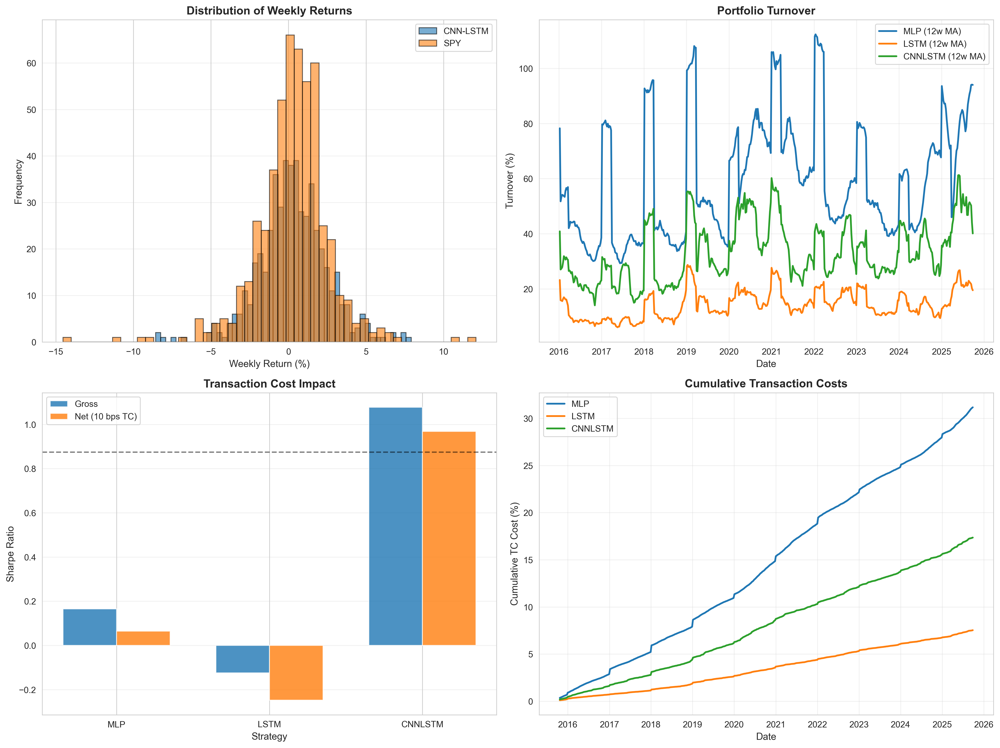 Distribution of Weekly Returns
CNN-LSTM
SPY
60
50
40
30
20
10
0
Frequency
−15
−10
−5
0
5
10
Weekly Return (%)
Portfolio Turnover
MLP (12w MA)
LSTM (12w MA)
CNNLSTM (12w MA)
100
80
60
40
20
Turnover (%)
2016
2017
2018
2019
2020
2021
2022
2023
2024
2025
2026
Date
Transaction Cost Impact
Gross
Net (10 bps TC)
1.0
0.8
0.6
0.4
0.2
0.0
−0.2
Sharpe Ratio
MLP
LSTM
CNNLSTM
Strategy
Cumulative Transaction Costs
MLP
LSTM
CNNLSTM
30
25
20
15
10
5
0
Cumulative TC Cost (%)
2016
2017
2018
2019
2020
2021
2022
2023
2024
2025
2026
Date